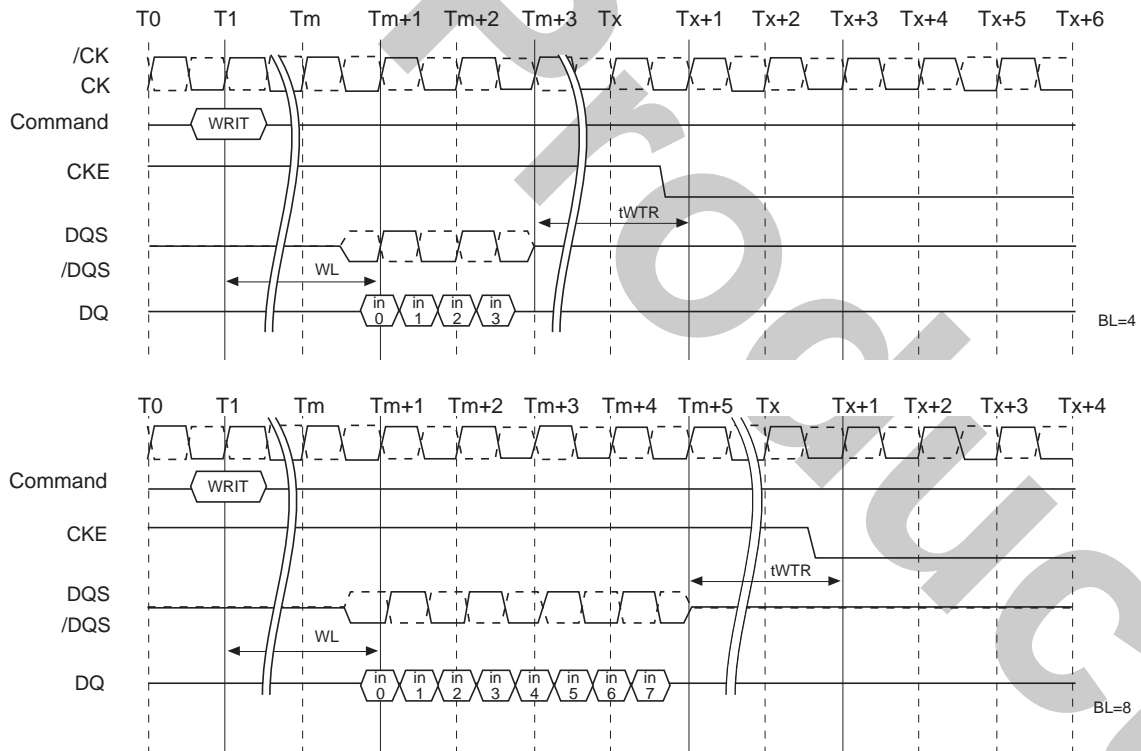 T0 T1 Tm Tm+1 Tm+2 Tm+3 Tx Tx+1 Tx+2 Tx+3 Tx+4 Tx+5 Tx+6
/CK
CK
Command WRIT
CKE
tWTR
DQS
/DQS
WL
DQ in 0 in 1 in 2 in 3
BL=4
T0 T1 Tm Tm+1 Tm+2 Tm+3 Tm+4 Tm+5 Tx Tx+1 Tx+2 Tx+3 Tx+4
Command WRIT
CKE
tWTR
DQS
/DQS
WL
DQ in 0 in 1 in 2 in 3 in 4 in 5 in 6 in 7
BL=8
Produc